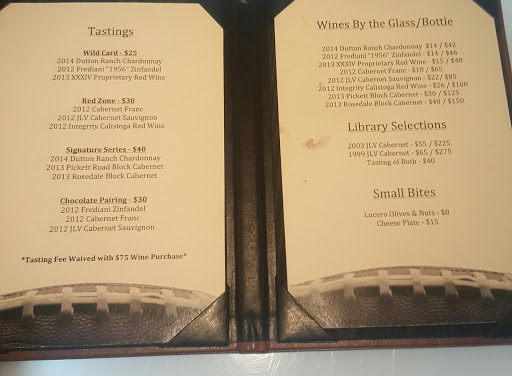 Tastings
Wild Card - $25
2014 Dutton Ranch Chardonnay
2012 Frediani "1956" Zinfandel
2013 XXXIV Proprietary Red Wine
Red Zone - $30
2012 Cabernet Franc
2012 JLV Cabernet Sauvignon
2012 Integrity Calistoga Red Wine
Signature Series - $40
2014 Dutton Ranch Chardonnay
2013 Pickett Road Block Cabernet
2013 Rosedale Block Cabernet
Chocolate Pairing - $30
2012 Frediani Zinfandel
2012 Cabernet Franc
2012 JLV Cabernet Sauvignon
*Tasting Fee Waived with $75 Wine Purchase*
Wines By the Glass/Bottle
2014 Dutton Ranch Chardonnay $14 / $42
2012 Frediani "1956" Zinfandel - $14 / $46
2013 XXXIV Proprietary Red Wine - $15 / $48
2012 Cabernet Franc - $18 / $65
2012 JLV Cabernet Sauvignon - $22/ $85
2012 Integrity Calistoga Red Wine - $26 / $100
2013 Pickett Block Cabernet - $30 / $125
2013 Rosedale Block Cabernet - $40 / $150
Library Selections
2003 JLV Cabernet - $55 / $225
1999 JLV Cabernet - $65 / $275
Tasting of Both - $40
Small Bites
Lucero Olives & Nuts - $8
Cheese Plate - $15